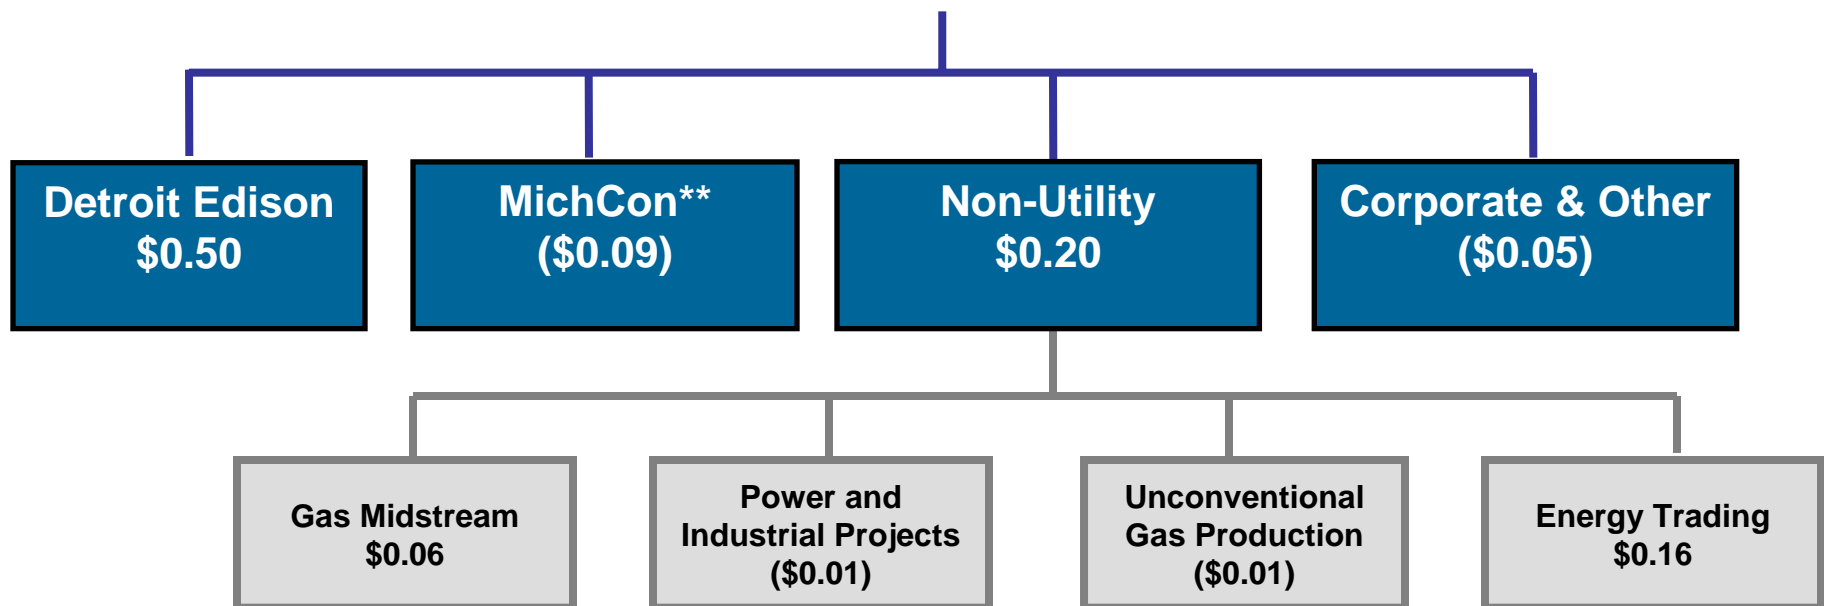 Detroit Edison
$0.50
MichCon**
($0.09)
Non-Utility
$0.20
Corporate & Other
($0.05)
Gas Midstream
$0.06
Power and
Industrial Projects
($0.01)
Unconventional
Gas Production
($0.01)
Energy Trading
$0.16